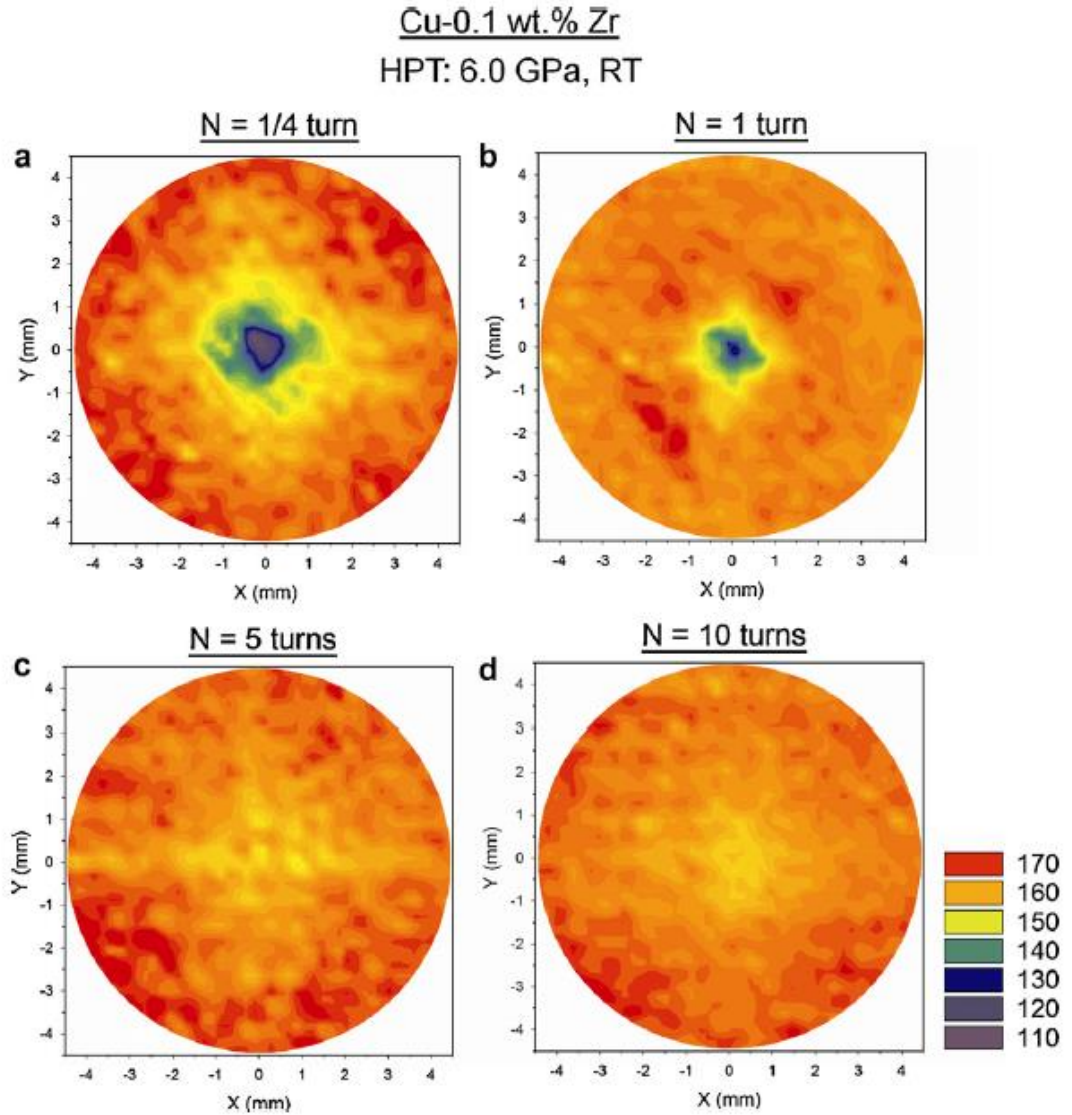 Cu-0.1 wt.% Zr
HPT: 6.0 GPa, RT
N = 1/4 turn
a
4
3
2
1
0
-1
-2
-3
-4
Y (mm)
-4 -3 -2 -1 0 1 2 3 4
X (mm)
N = 1 turn
b
4
3
2
1
0
-1
-2
-3
-4
Y (mm)
-4 -3 -2 -1 0 1 2 3 4
X (mm)
N = 5 turns
c
4
3
2
1
0
-1
-2
-3
-4
Y (mm)
-4 -3 -2 -1 0 1 2 3 4
X (mm)
N = 10 turns
d
4
3
2
1
0
-1
-2
-3
-4
Y (mm)
-4 -3 -2 -1 0 1 2 3 4
X (mm)
170
160
150
140
130
120
110